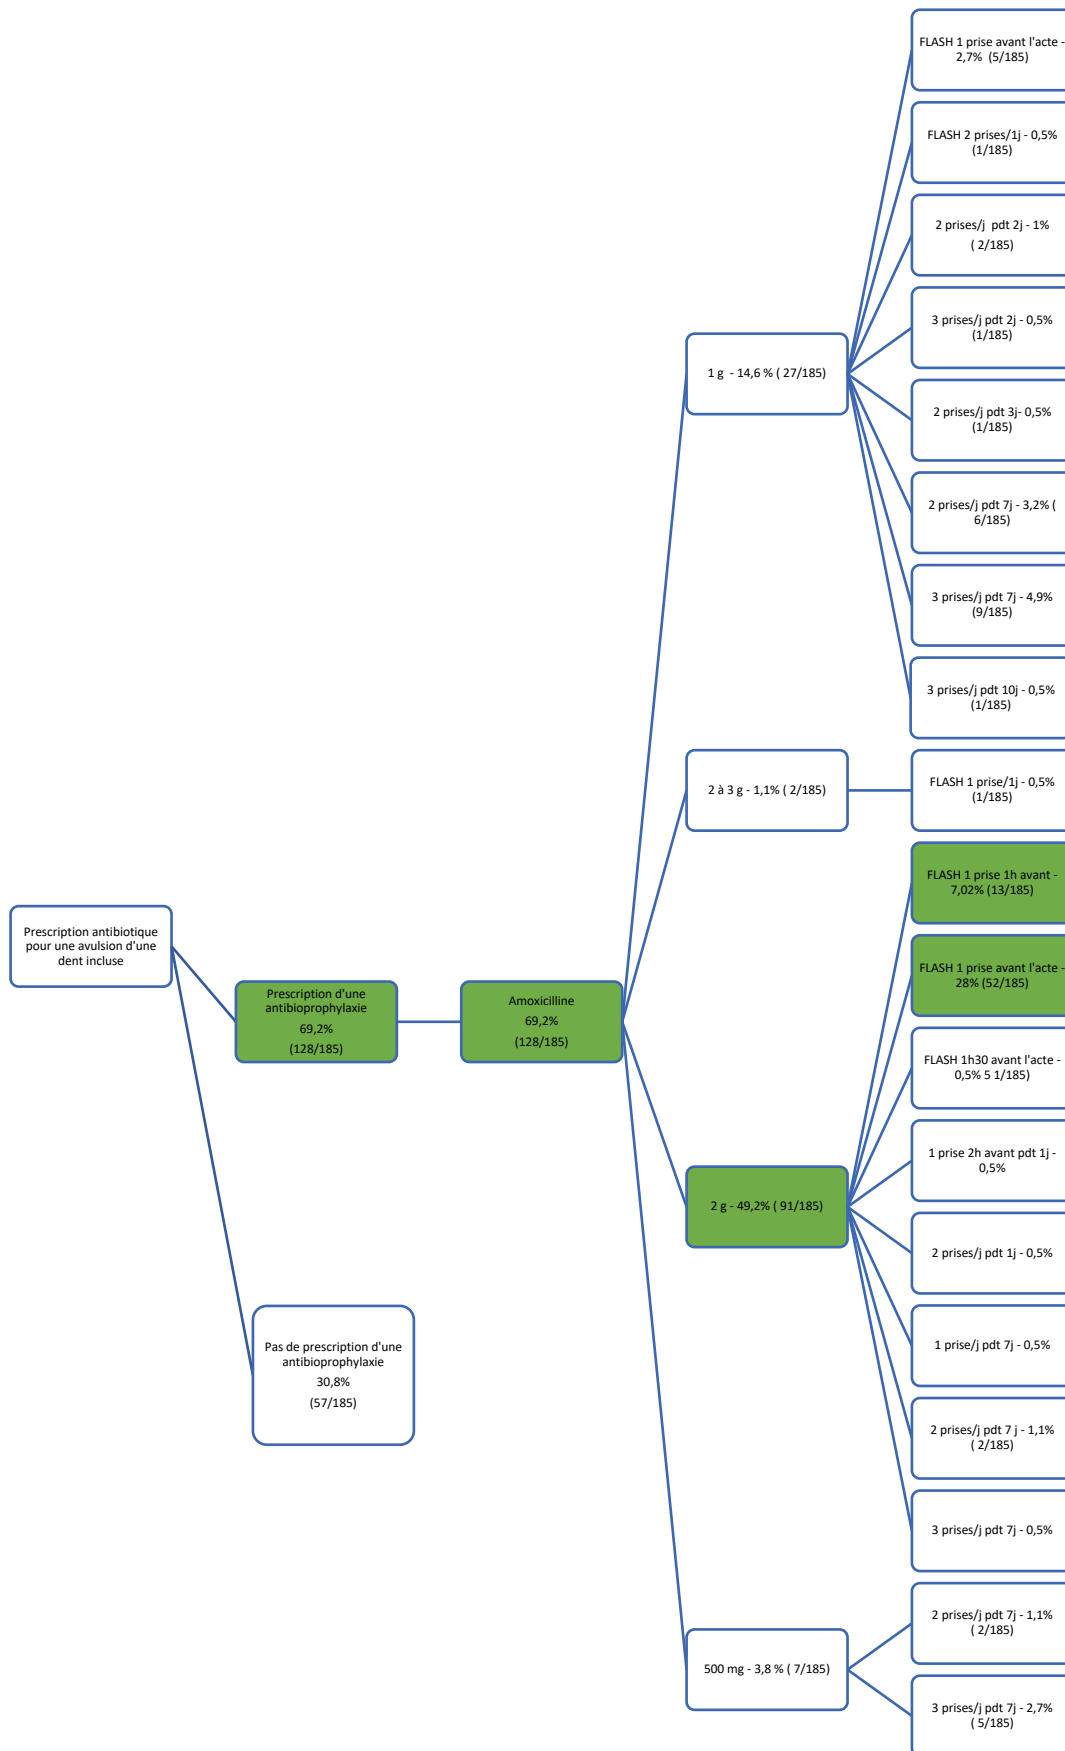 Prescription antibiotique
pour une avulsion d'une
dent incluse
Prescription d'une
antibioprophylaxie
69,2%
(128/185)
Amoxicilline
69,2%
(128/185)
1 g  - 14,6 % ( 27/185)
FLASH 1 prise avant l'acte -
2,7%  (5/185)
FLASH 2 prises/1j - 0,5%
(1/185)
2 prises/j  pdt 2j - 1%
( 2/185)
3 prises/j pdt 2j - 0,5%
(1/185)
2 prises/j pdt 3j- 0,5%
(1/185)
2 prises/j pdt 7j - 3,2% (
6/185)
3 prises/j pdt 7j - 4,9%
(9/185)
3 prises/j pdt 10j - 0,5%
(1/185)
2 à 3 g - 1,1% ( 2/185)
FLASH 1 prise/1j - 0,5%
(1/185)
2 g - 49,2% ( 91/185)
FLASH 1 prise 1h avant -
7,02% (13/185)
FLASH 1 prise avant l'acte -
28% (52/185)
FLASH 1h30 avant l'acte -
0,5% 5 1/185)
1 prise 2h avant pdt 1j -
0,5%
2 prises/j pdt 1j - 0,5%
1 prise/j pdt 7j - 0,5%
2 prises/j pdt 7 j - 1,1%
( 2/185)
3 prises/j pdt 7j - 0,5%
500 mg - 3,8 % ( 7/185)
2 prises/j pdt 7j - 1,1%
( 2/185)
3 prises/j pdt 7j - 2,7%
( 5/185)
Pas de prescription d'une
antibioprophylaxie
30,8%
(57/185)